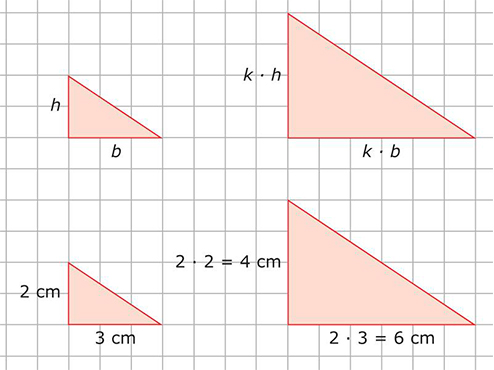 h
b
k · h
k · b
2 cm
3 cm
2 · 2 = 4 cm
2 · 3 = 6 cm